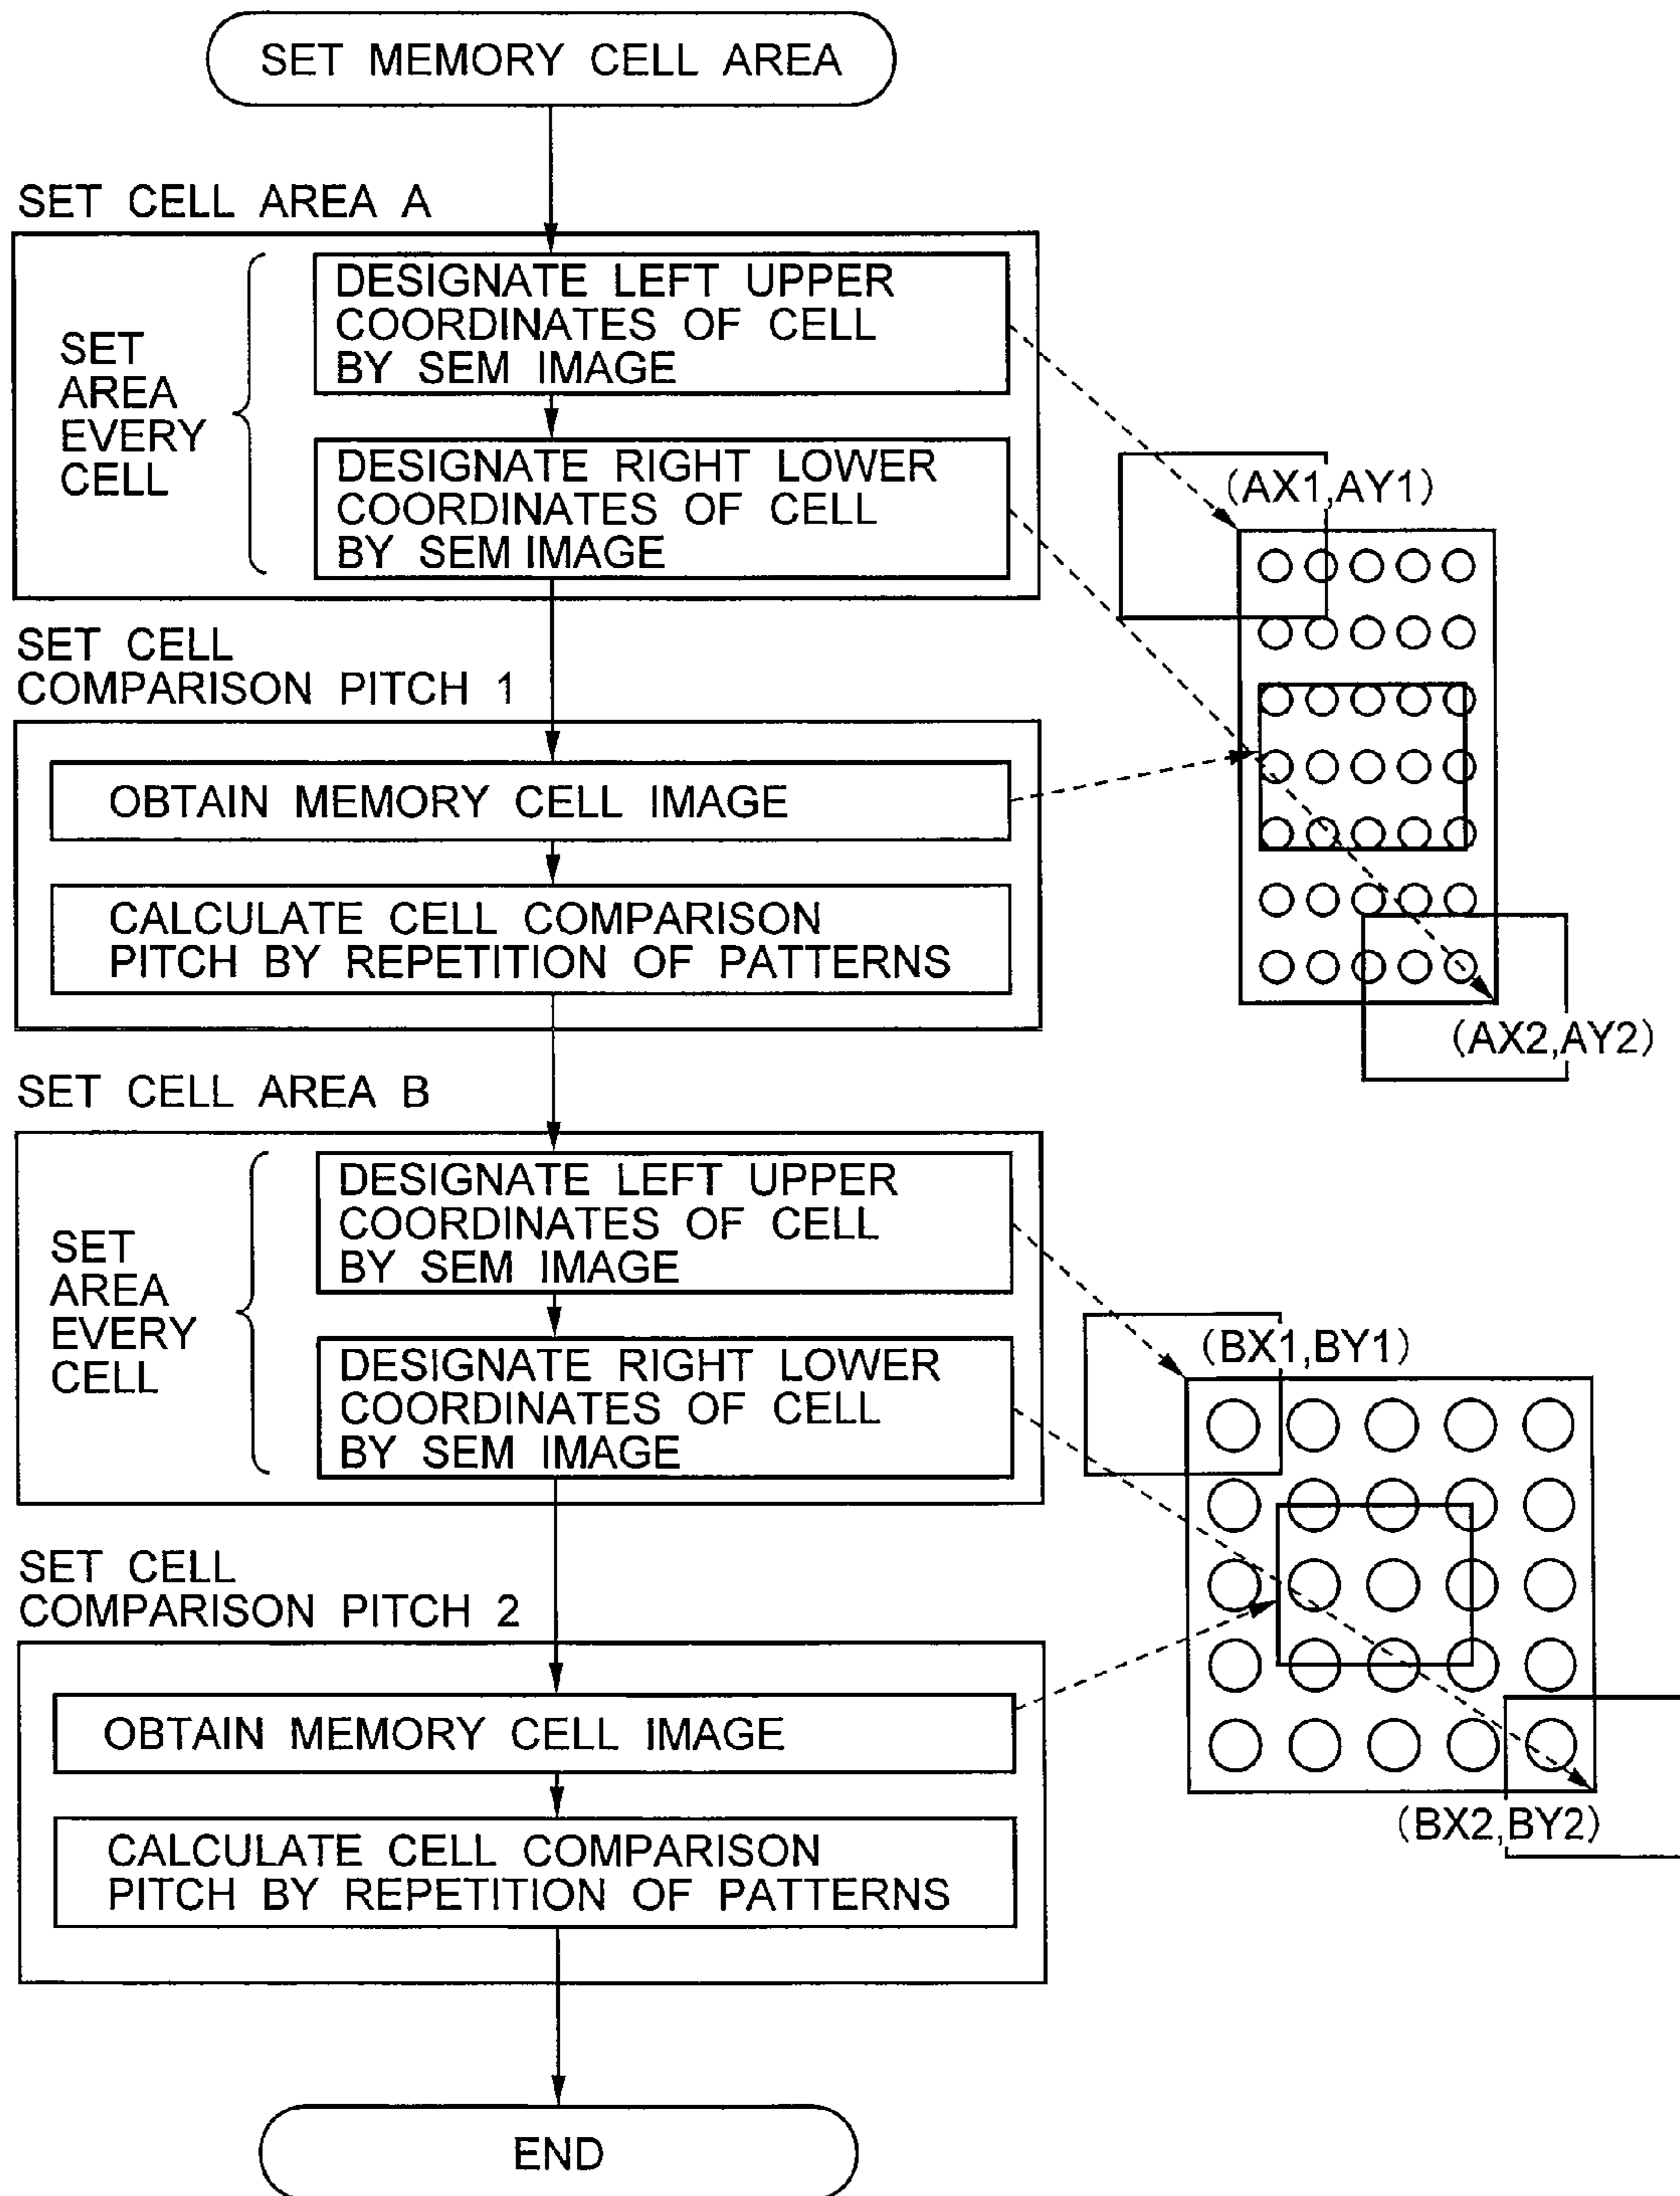 SET MEMORY CELL AREA
SET CELL AREA A
SET
AREA
EVERY
CELL
DESIGNATE LEFT UPPER
COORDINATES OF CELL
BY SEM IMAGE
DESIGNATE RIGHT LOWER
COORDINATES OF CELL
BY SEM IMAGE
(AX1,AY1)
SET CELL
COMPARISON PITCH 1
OBTAIN MEMORY CELL IMAGE
CALCULATE CELL COMPARISON
PITCH BY REPETITION OF PATTERNS
(AX2,AY2)
SET CELL AREA B
SET
AREA
EVERY
CELL
DESIGNATE LEFT UPPER
COORDINATES OF CELL
BY SEM IMAGE
DESIGNATE RIGHT LOWER
COORDINATES OF CELL
BY SEM IMAGE
(BX1,BY1)
SET CELL
COMPARISON PITCH 2
OBTAIN MEMORY CELL IMAGE
CALCULATE CELL COMPARISON
PITCH BY REPETITION OF PATTERNS
(BX2,BY2)
END